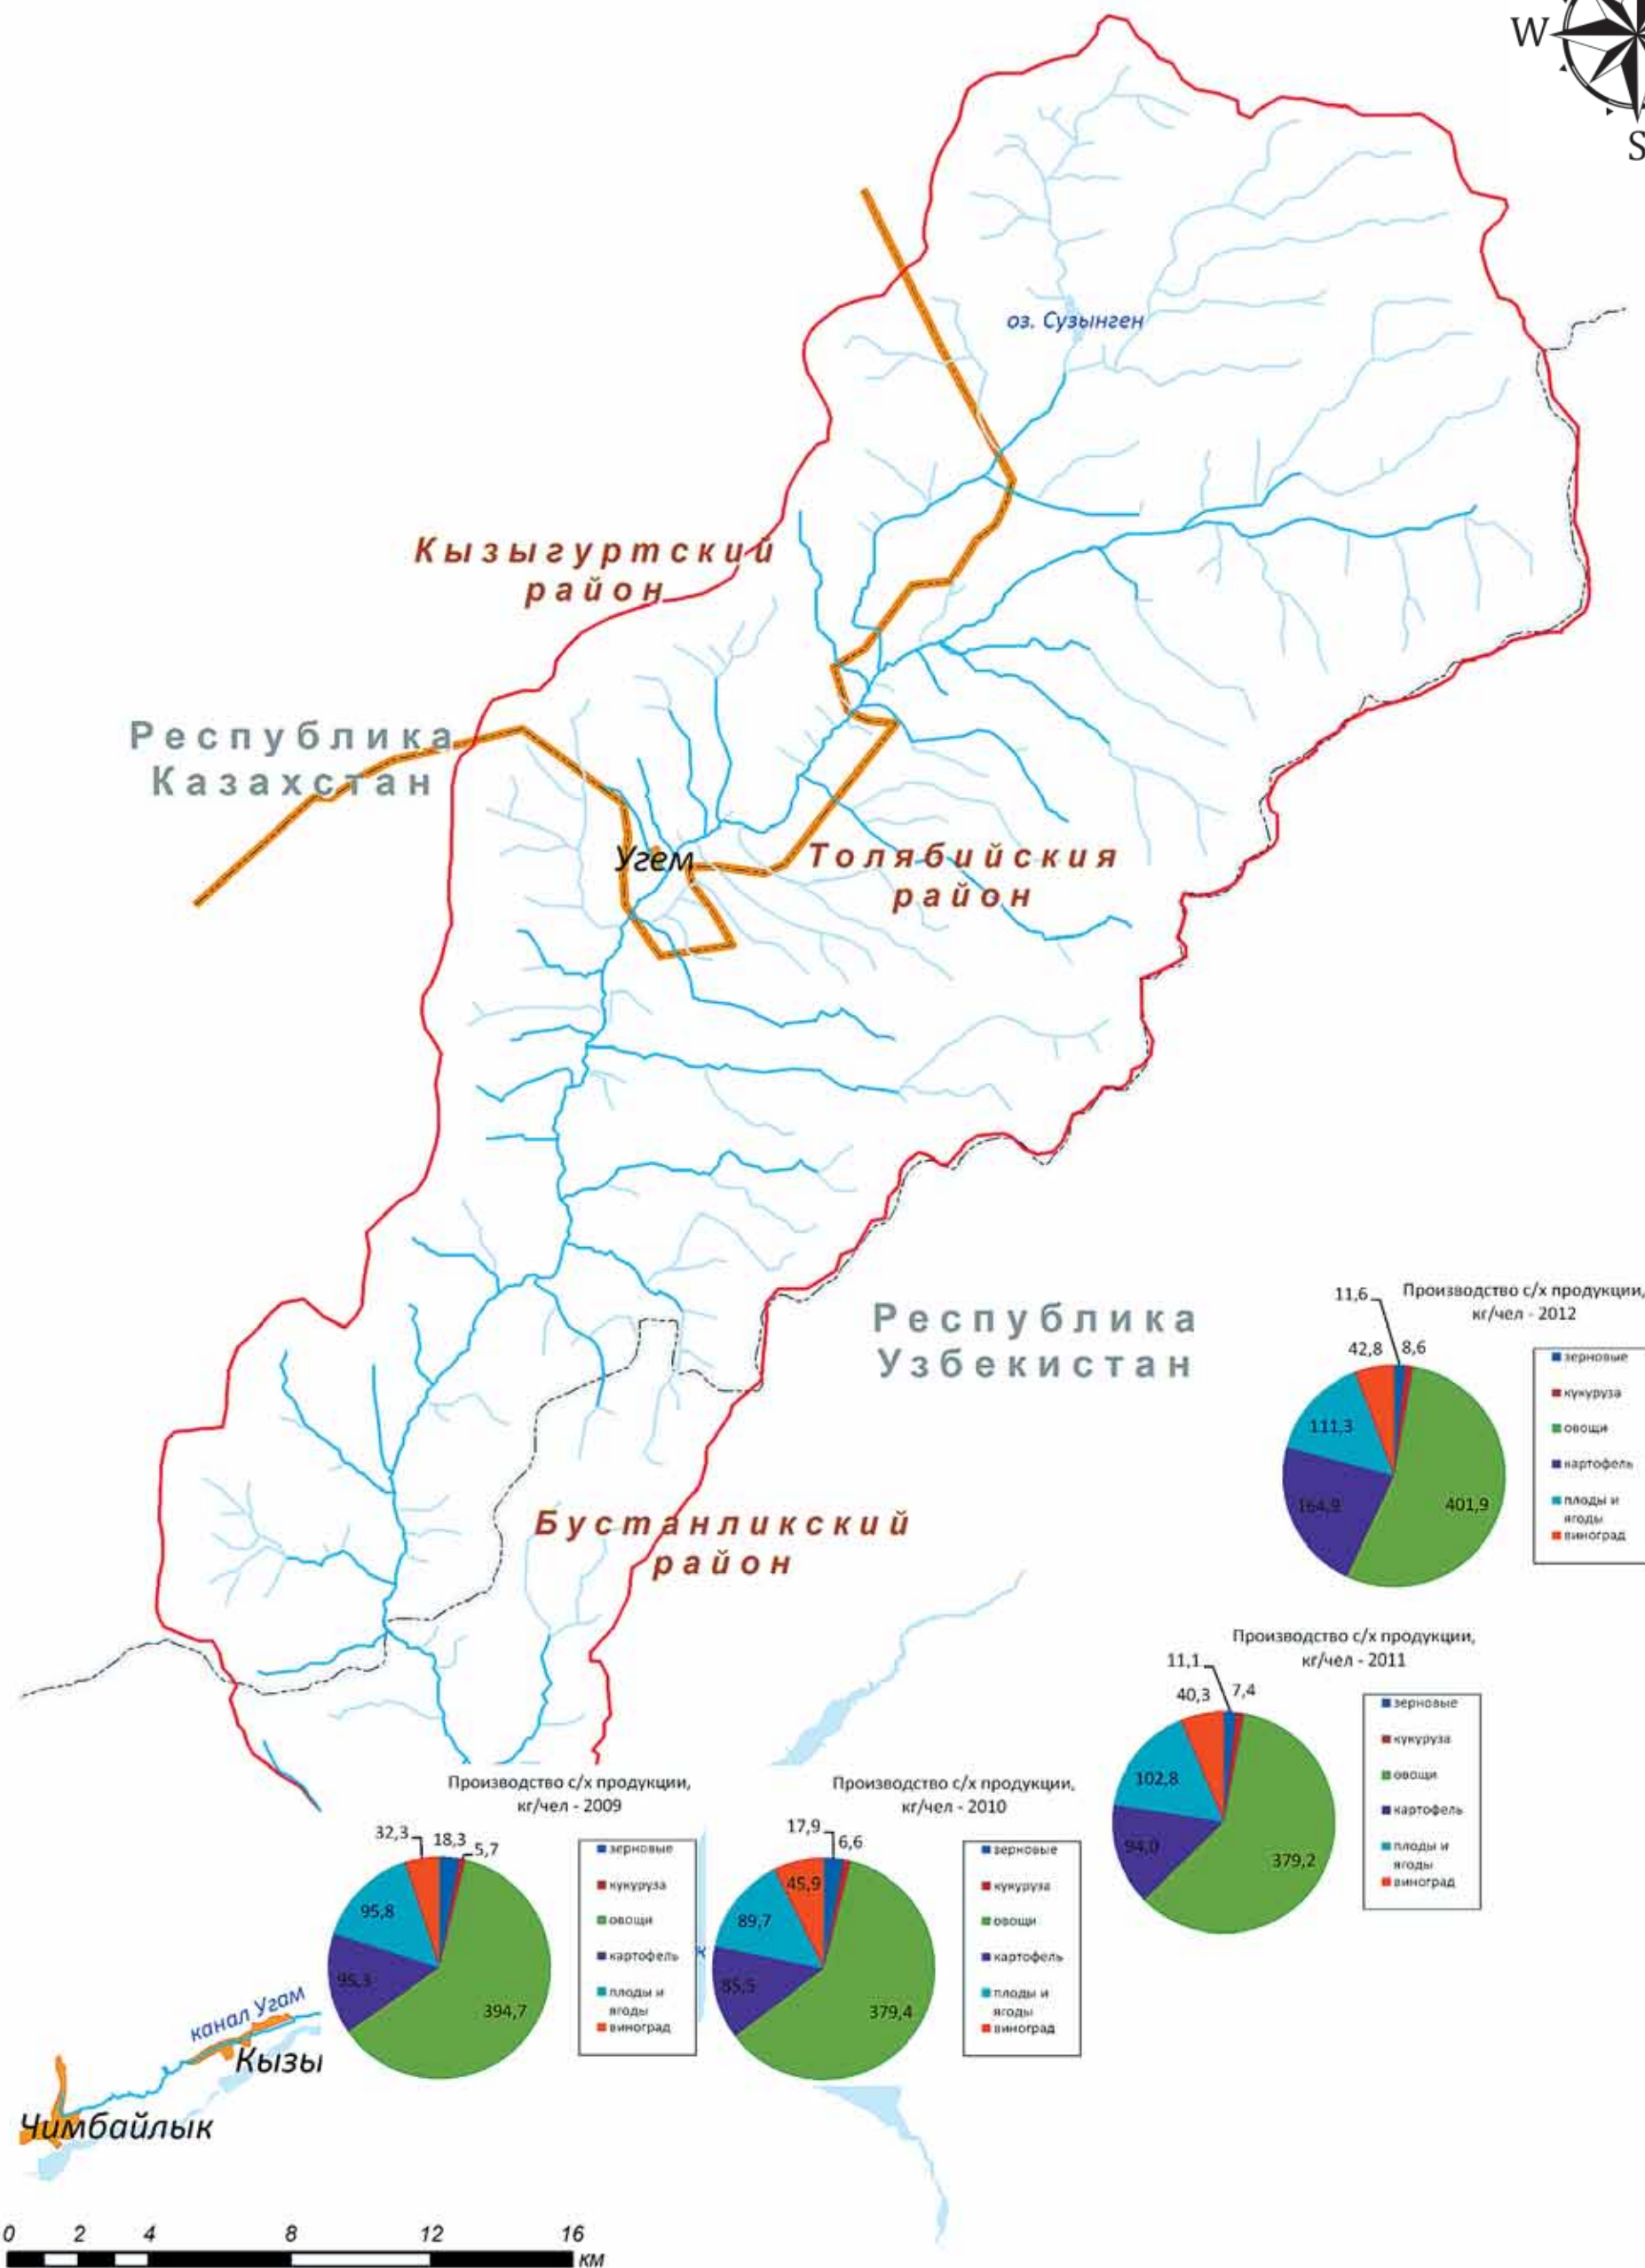 W
S
оз. Сузынген
Кызыгуртский
район
Республика
Казахстан
Угем
Толябийския
район
Республика
Узбекистан
Бустанликский
район
Производство с/х продукции,
кг/чел - 2012
11,6
42,8
8,6
111,3
164,9
401,9
зерновые
кукуруза
овощи
картофель
плоды и
ягоды
виноград
Производство с/х продукции,
кг/чел - 2011
11,1
40,3
7,4
102,8
94,0
379,2
зерновые
кукуруза
овощи
картофель
плоды и
ягоды
виноград
Производство с/х продукции,
кг/чел - 2009
32,3
18,3
5,7
95,8
95,3
394,7
зерновые
кукуруза
овощи
картофель
плоды и
ягоды
виноград
Производство с/х продукции,
кг/чел - 2010
17,9
6,6
45,9
89,7
85,5
379,4
зерновые
кукуруза
овощи
картофель
плоды и
ягоды
виноград
канал Угам
Кызы
Чимбайлык
0 2 4 8 12 16
км